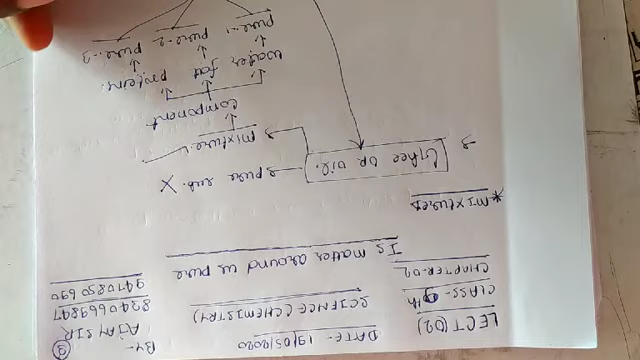 LECT (02)
DATE - 19/05/2020
BY-
AJAY SIR
CLASS- 9th
SCIENCE (CHEMISTRY)
8240669847
CHAPTER-02
9470850690
Is matter around us pure
* Mixtures
Ghee or oil.
pure sub. X
mixture
component
water fat proteins
pure-1 pure-2 pure-3